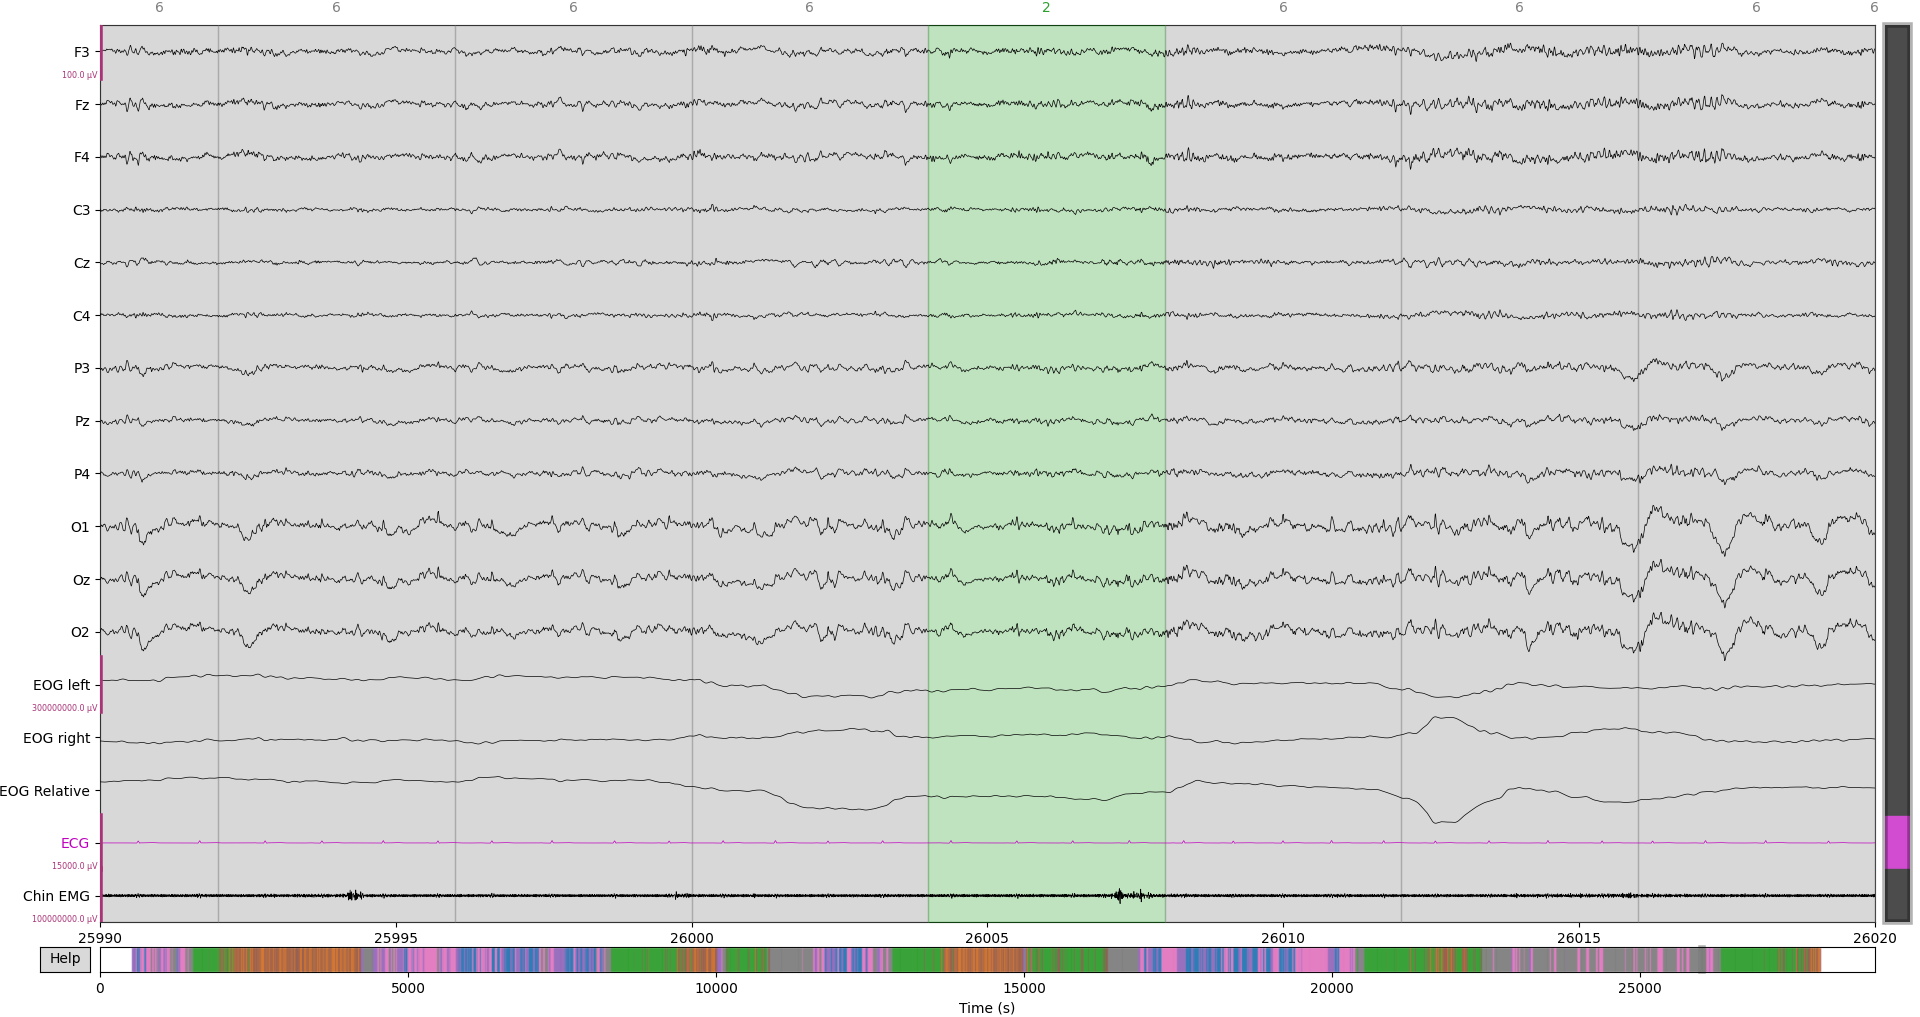 6 6 6 6 2 6 6 6 6
F3
100.0 µV
Fz
F4
C3
Cz
C4
P3
Pz
P4
O1
Oz
O2
EOG left
300000000.0 µV
EOG right
EOG Relative
ECG
15000.0 µV
Chin EMG
100000000.0 µV
25990 25995 26000 26005 26010 26015 26020
Help
0 5000 10000 15000 20000 25000
Time (s)